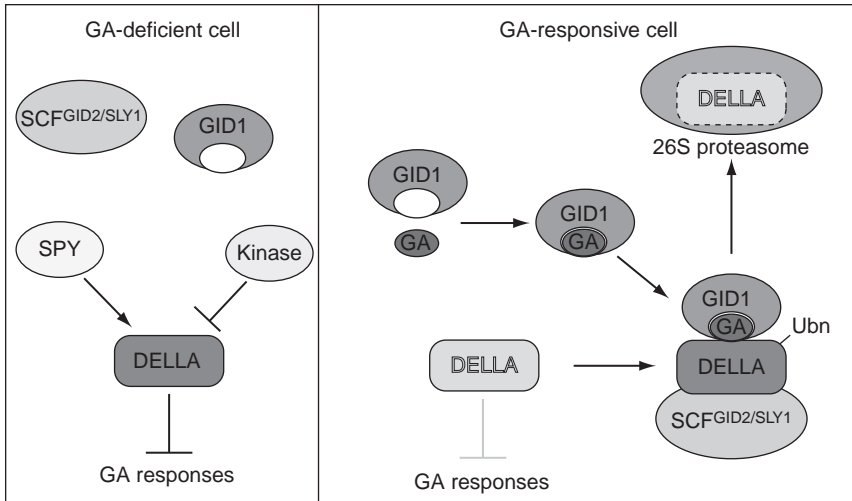 GA-deficient cell
SCFGID2/SLY1
GID1
SPY
Kinase
DELLA
GA responses
GA-responsive cell
DELLA
26S proteasome
GID1
GA
GID1
GA
GID1
GA
Ubn
DELLA
DELLA
SCFGID2/SLY1
GA responses